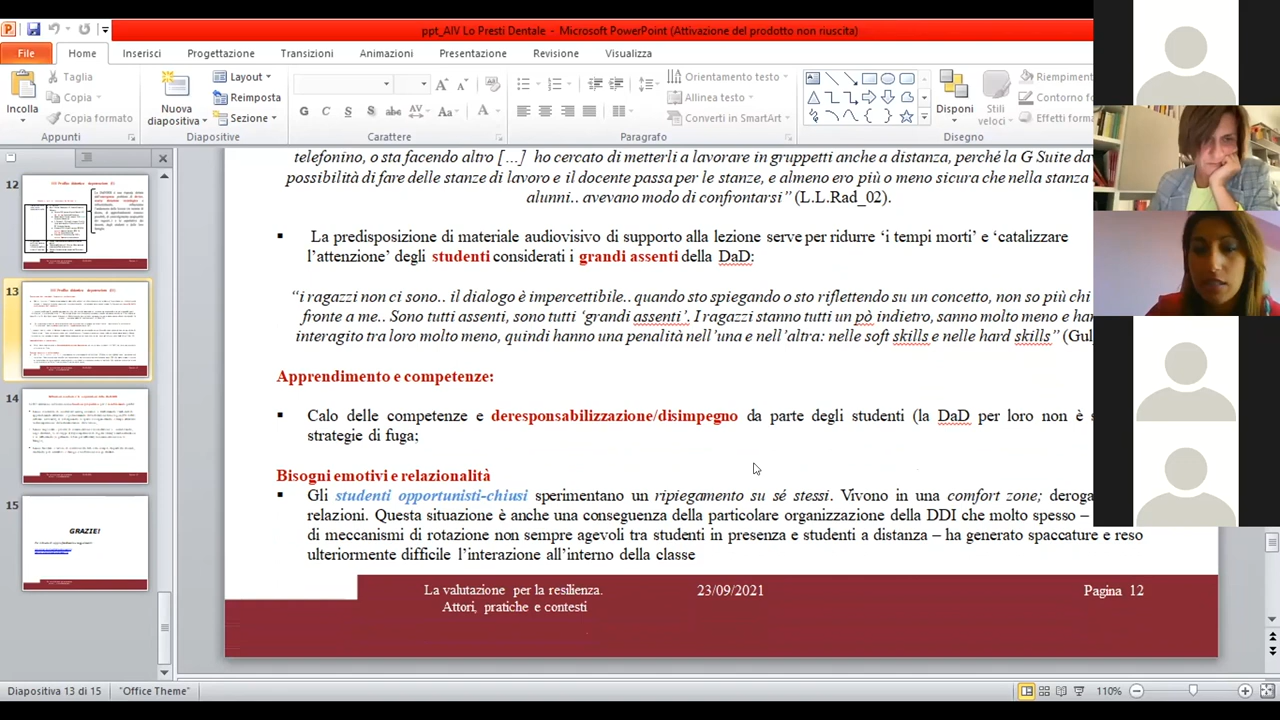 ppt_AIV Lo Presti Dentale - Microsoft PowerPoint (Attivazione del prodotto non riuscita)
File Home Inserisci Progettazione Transizioni Animazioni Presentazione Revisione Visualizza
Taglia
Copia
Copia formato
Incolla
Appunti
Nuova
diapositiva
Layout
Reimposta
Sezione
Diapositive
G C S S abc AV Aa A
Carattere
Paragrafo
Orientamento testo
Allinea testo
Converti in SmartArt
Disponi
Stili
veloci
Riempimen
Contorno fo
Effetti form
Disegno
12
13
14
15
GRAZIE!
telefonino, o sta facendo altro […] ho cercato di metterli a lavorare in gruppetti anche a distanza, perché la G Suite da
possibilità di fare delle stanze di lavoro e il docente passa per le stanze, e almeno ero più o meno sicura che nella stanza
alunni.. avevano modo di confrontarsi” (L.L.Rad_02).
La predisposizione di materiale audiovisivo di supporto alla lezione serve per ridurre ‘i tempi morti’ e ‘catalizzare
l’attenzione’ degli studenti considerati i grandi assenti della DaD:
“i ragazzi non ci sono.. il dialogo è impercettibile.. quando sto spiegando o sto riflettendo su un concetto, non so più chi
fronte a me.. Sono tutti assenti sono tutti ‘grandi assenti’. I ragazzi stanno tutti un pò indietro sanno molto meno e han
interagito tra loro molto meno, quindi hanno una penalità nell’una e nell’altra: nelle soft skills e nelle hard skills” (Gul
Apprendimento e competenze:
Calo delle competenze e deresponsabilizzazione/disimpegno da parte degli studenti (la DaD per loro non è s
strategie di fuga;
Bisogni emotivi e relazionalità
Gli studenti opportunisti-chiusi sperimentano un ripiegamento su sé stessi. Vivono in una comfort zone; deroga
relazioni. Questa situazione è anche una conseguenza della particolare organizzazione della DDI che molto spesso –
di meccanismi di rotazione non sempre agevoli tra studenti in presenza e studenti a distanza – ha generato spaccature e reso
ulteriormente difficile l’interazione all’interno della classe
La valutazione per la resilienza.
Attori, pratiche e contesti
23/09/2021
Pagina 12
Diapositiva 13 di 15 "Office Theme" 110%